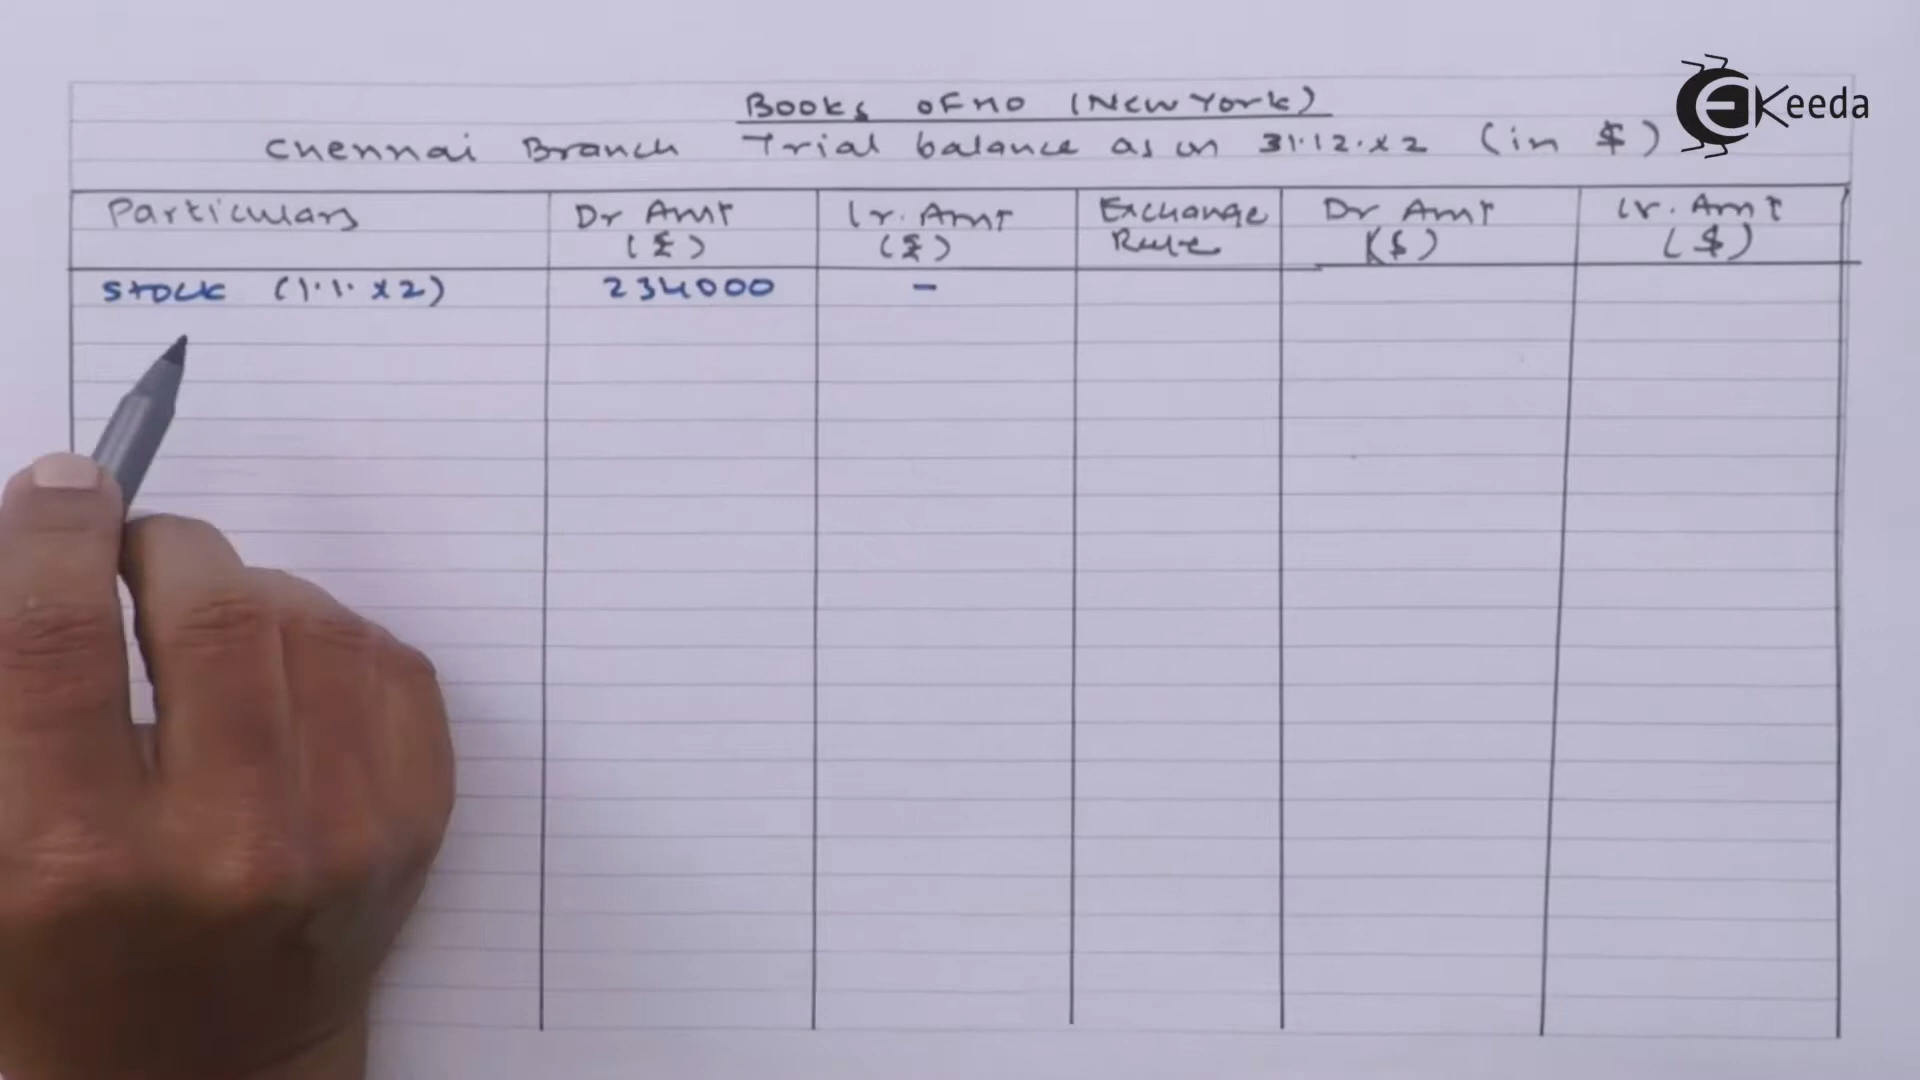 Books of HO (New York)
Chennai Branch Trial balance as on 31.12.x2 (in $)
EKeeda
Particulars Dr Amt (₹) Cr. Amt (₹) Exchange Rate Dr Amt ($) Cr. Amt ($)
Stock (1.1.x2) 234000 -